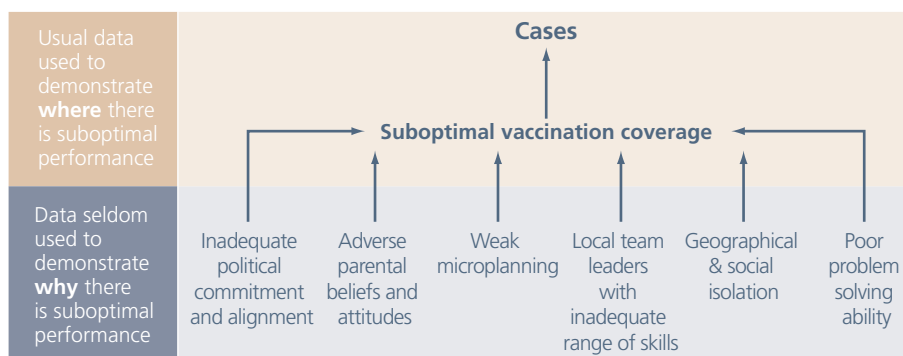 Usual data
used to
demonstrate
where there
is suboptimal
performance
Cases
Suboptimal vaccination coverage
Data seldom
used to
demonstrate
why there
is suboptimal
performance
Inadequate
political
commitment
and alignment
Adverse
parental
beliefs and
attitudes
Weak
microplanning
Local team
leaders
with
inadequate
range of skills
Geographical
& social
isolation
Poor
problem
solving
ability